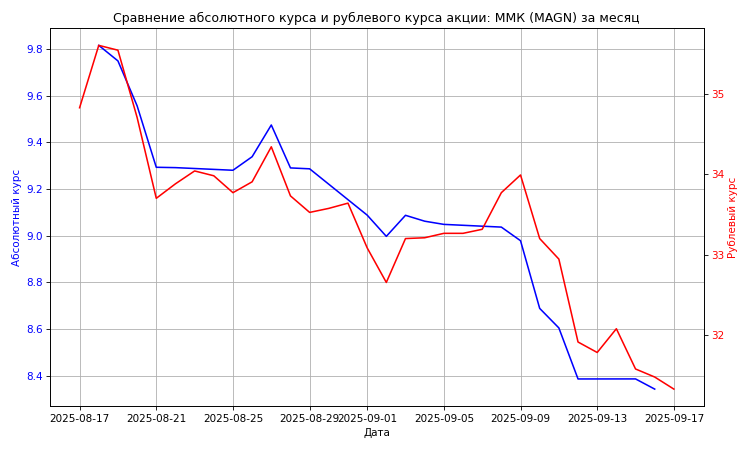 Сравнение абсолютного курса и рублевого курса акции: ММК (MAGN) за месяц
9.8
9.6
9.4
9.2
9.0
8.8
8.6
8.4
Абсолютный курс
35
34
33
32
Рублевый курс
2025-08-17 2025-08-21 2025-08-25 2025-08-29 2025-09-01 2025-09-05 2025-09-09 2025-09-13 2025-09-17
Дата